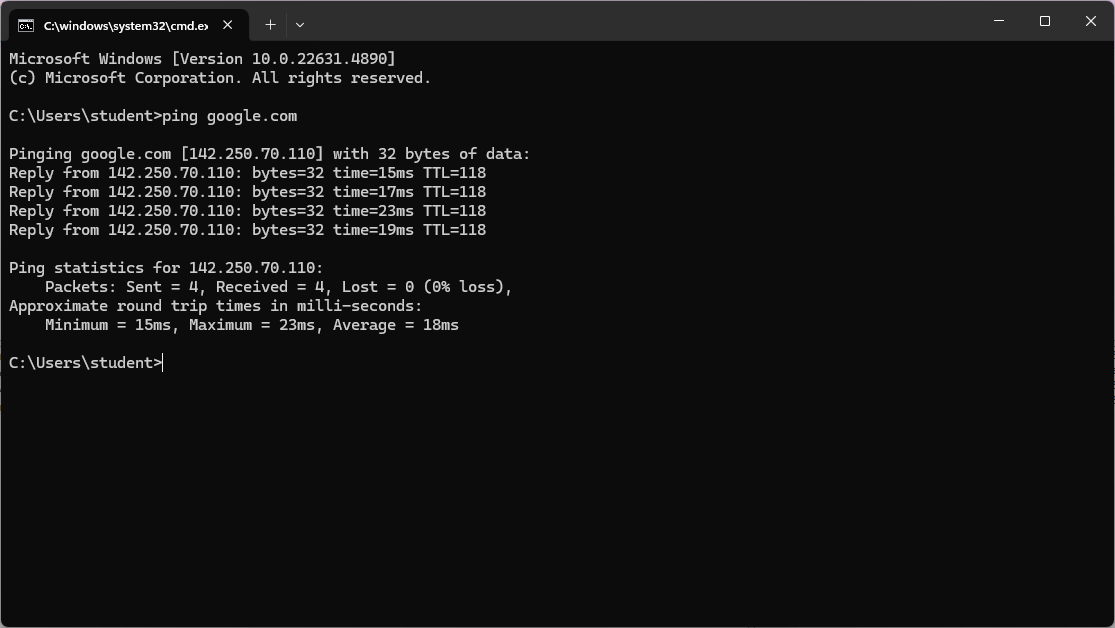 C:\windows\system32\cmd.ex
Microsoft Windows [Version 10.0.22631.4890]
(c) Microsoft Corporation. All rights reserved.
C:\Users\student>ping google.com
Pinging google.com [142.250.70.110] with 32 bytes of data:
Reply from 142.250.70.110: bytes=32 time=15ms TTL=118
Reply from 142.250.70.110: bytes=32 time=17ms TTL=118
Reply from 142.250.70.110: bytes=32 time=23ms TTL=118
Reply from 142.250.70.110: bytes=32 time=19ms TTL=118
Ping statistics for 142.250.70.110:
    Packets: Sent = 4, Received = 4, Lost = 0 (0% loss),
Approximate round trip times in milli-seconds:
    Minimum = 15ms, Maximum = 23ms, Average = 18ms
C:\Users\student>